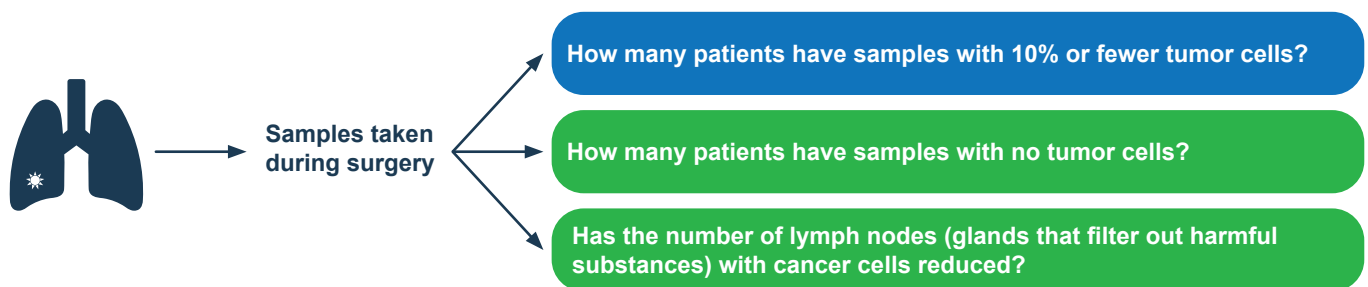 How many patients have samples with 10% or fewer tumor cells?
Samples taken
during surgery
How many patients have samples with no tumor cells?
Has the number of lymph nodes (glands that filter out harmful
substances) with cancer cells reduced?